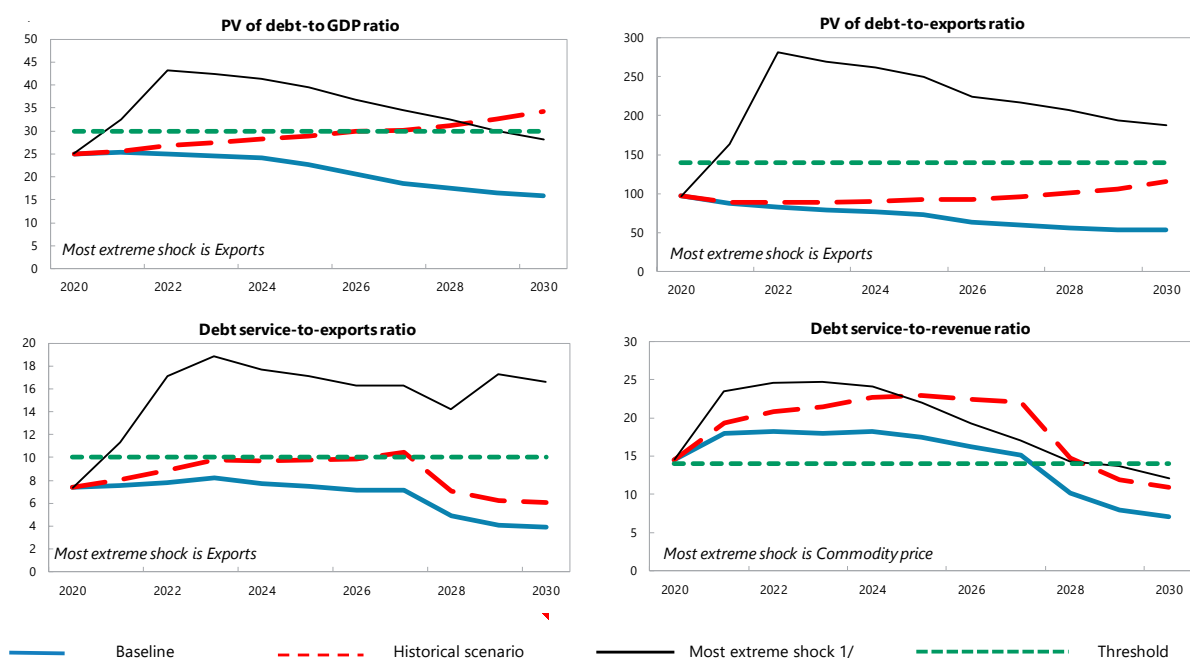 PV of debt-to GDP ratio
50
45
40
35
30
25
20
15
10
5
0
Most extreme shock is Exports
2020 2022 2024 2026 2028 2030
PV of debt-to-exports ratio
300
250
200
150
100
50
0
Most extreme shock is Exports
2020 2022 2024 2026 2028 2030
Debt service-to-exports ratio
20
18
16
14
12
10
8
6
4
2
0
Most extreme shock is Exports
2020 2022 2024 2026 2028 2030
Debt service-to-revenue ratio
30
25
20
15
10
5
0
Most extreme shock is Commodity price
2020 2022 2024 2026 2028 2030
Baseline Historical scenario Most extreme shock 1/ Threshold